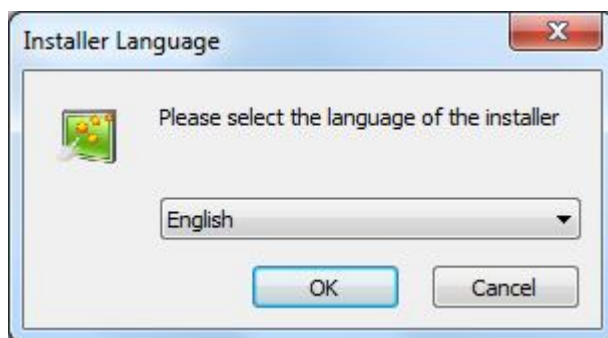 Installer Language
Please select the language of the installer
English
OK
Cancel